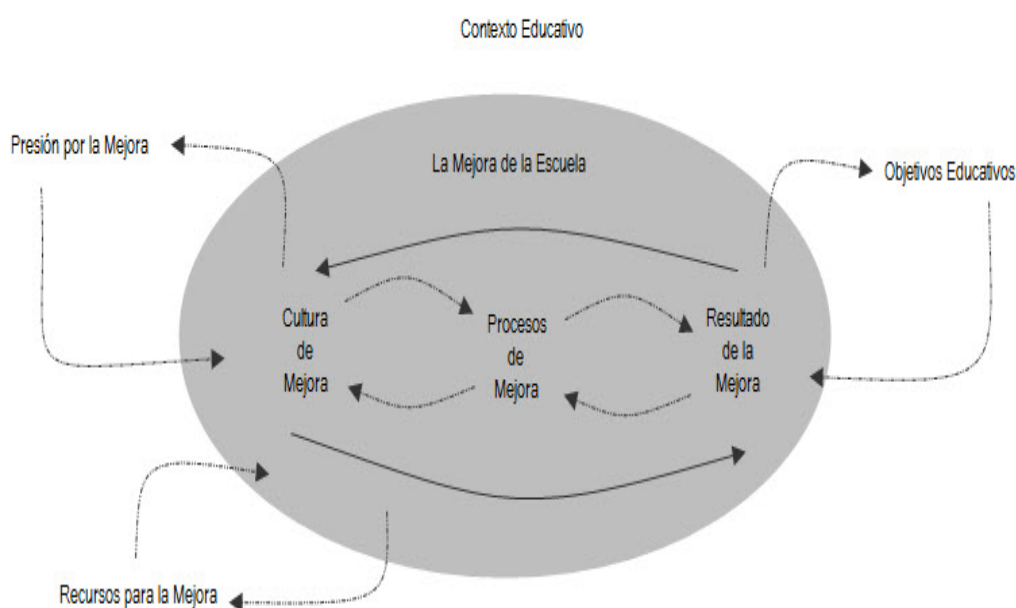 Contexto Educativo
Presión por la Mejora
La Mejora de la Escuela
Objetivos Educativos
Cultura
de
Mejora
Procesos
de
Mejora
Resultado
de la
Mejora
Recursos para la Mejora